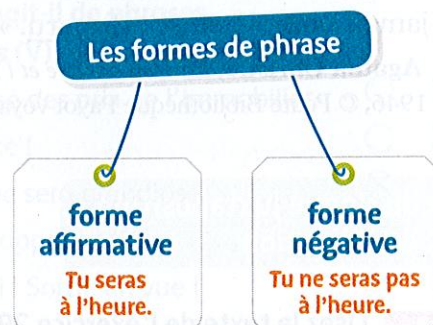 Les formes de phrase
forme
affirmative
Tu seras
à l'heure.
forme
négative
Tu ne seras pas
à l'heure.